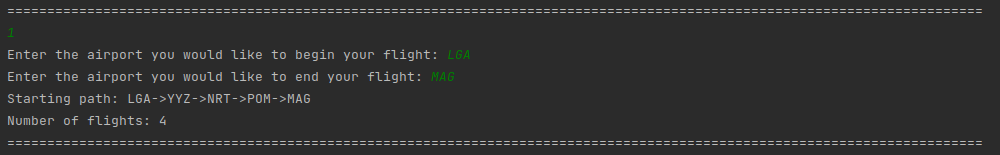 ==========================================================================================================================
1
Enter the airport you would like to begin your flight: LGA
Enter the airport you would like to end your flight: MAG
Starting path: LGA->YYZ->NRT->POM->MAG
Number of flights: 4
==========================================================================================================================